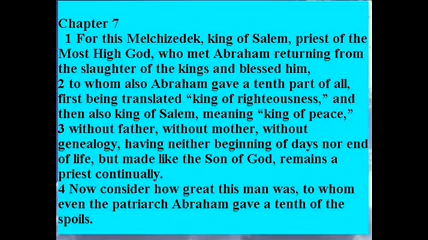 Chapter 7
1 For this Melchizedek, king of Salem, priest of the
Most High God, who met Abraham returning from
the slaughter of the kings and blessed him,
2 to whom also Abraham gave a tenth part of all,
first being translated “king of righteousness,” and
then also king of Salem, meaning “king of peace,”
3 without father, without mother, without
genealogy, having neither beginning of days nor end
of life, but made like the Son of God, remains a
priest continually.
4 Now consider how great this man was, to whom
even the patriarch Abraham gave a tenth of the
spoils.